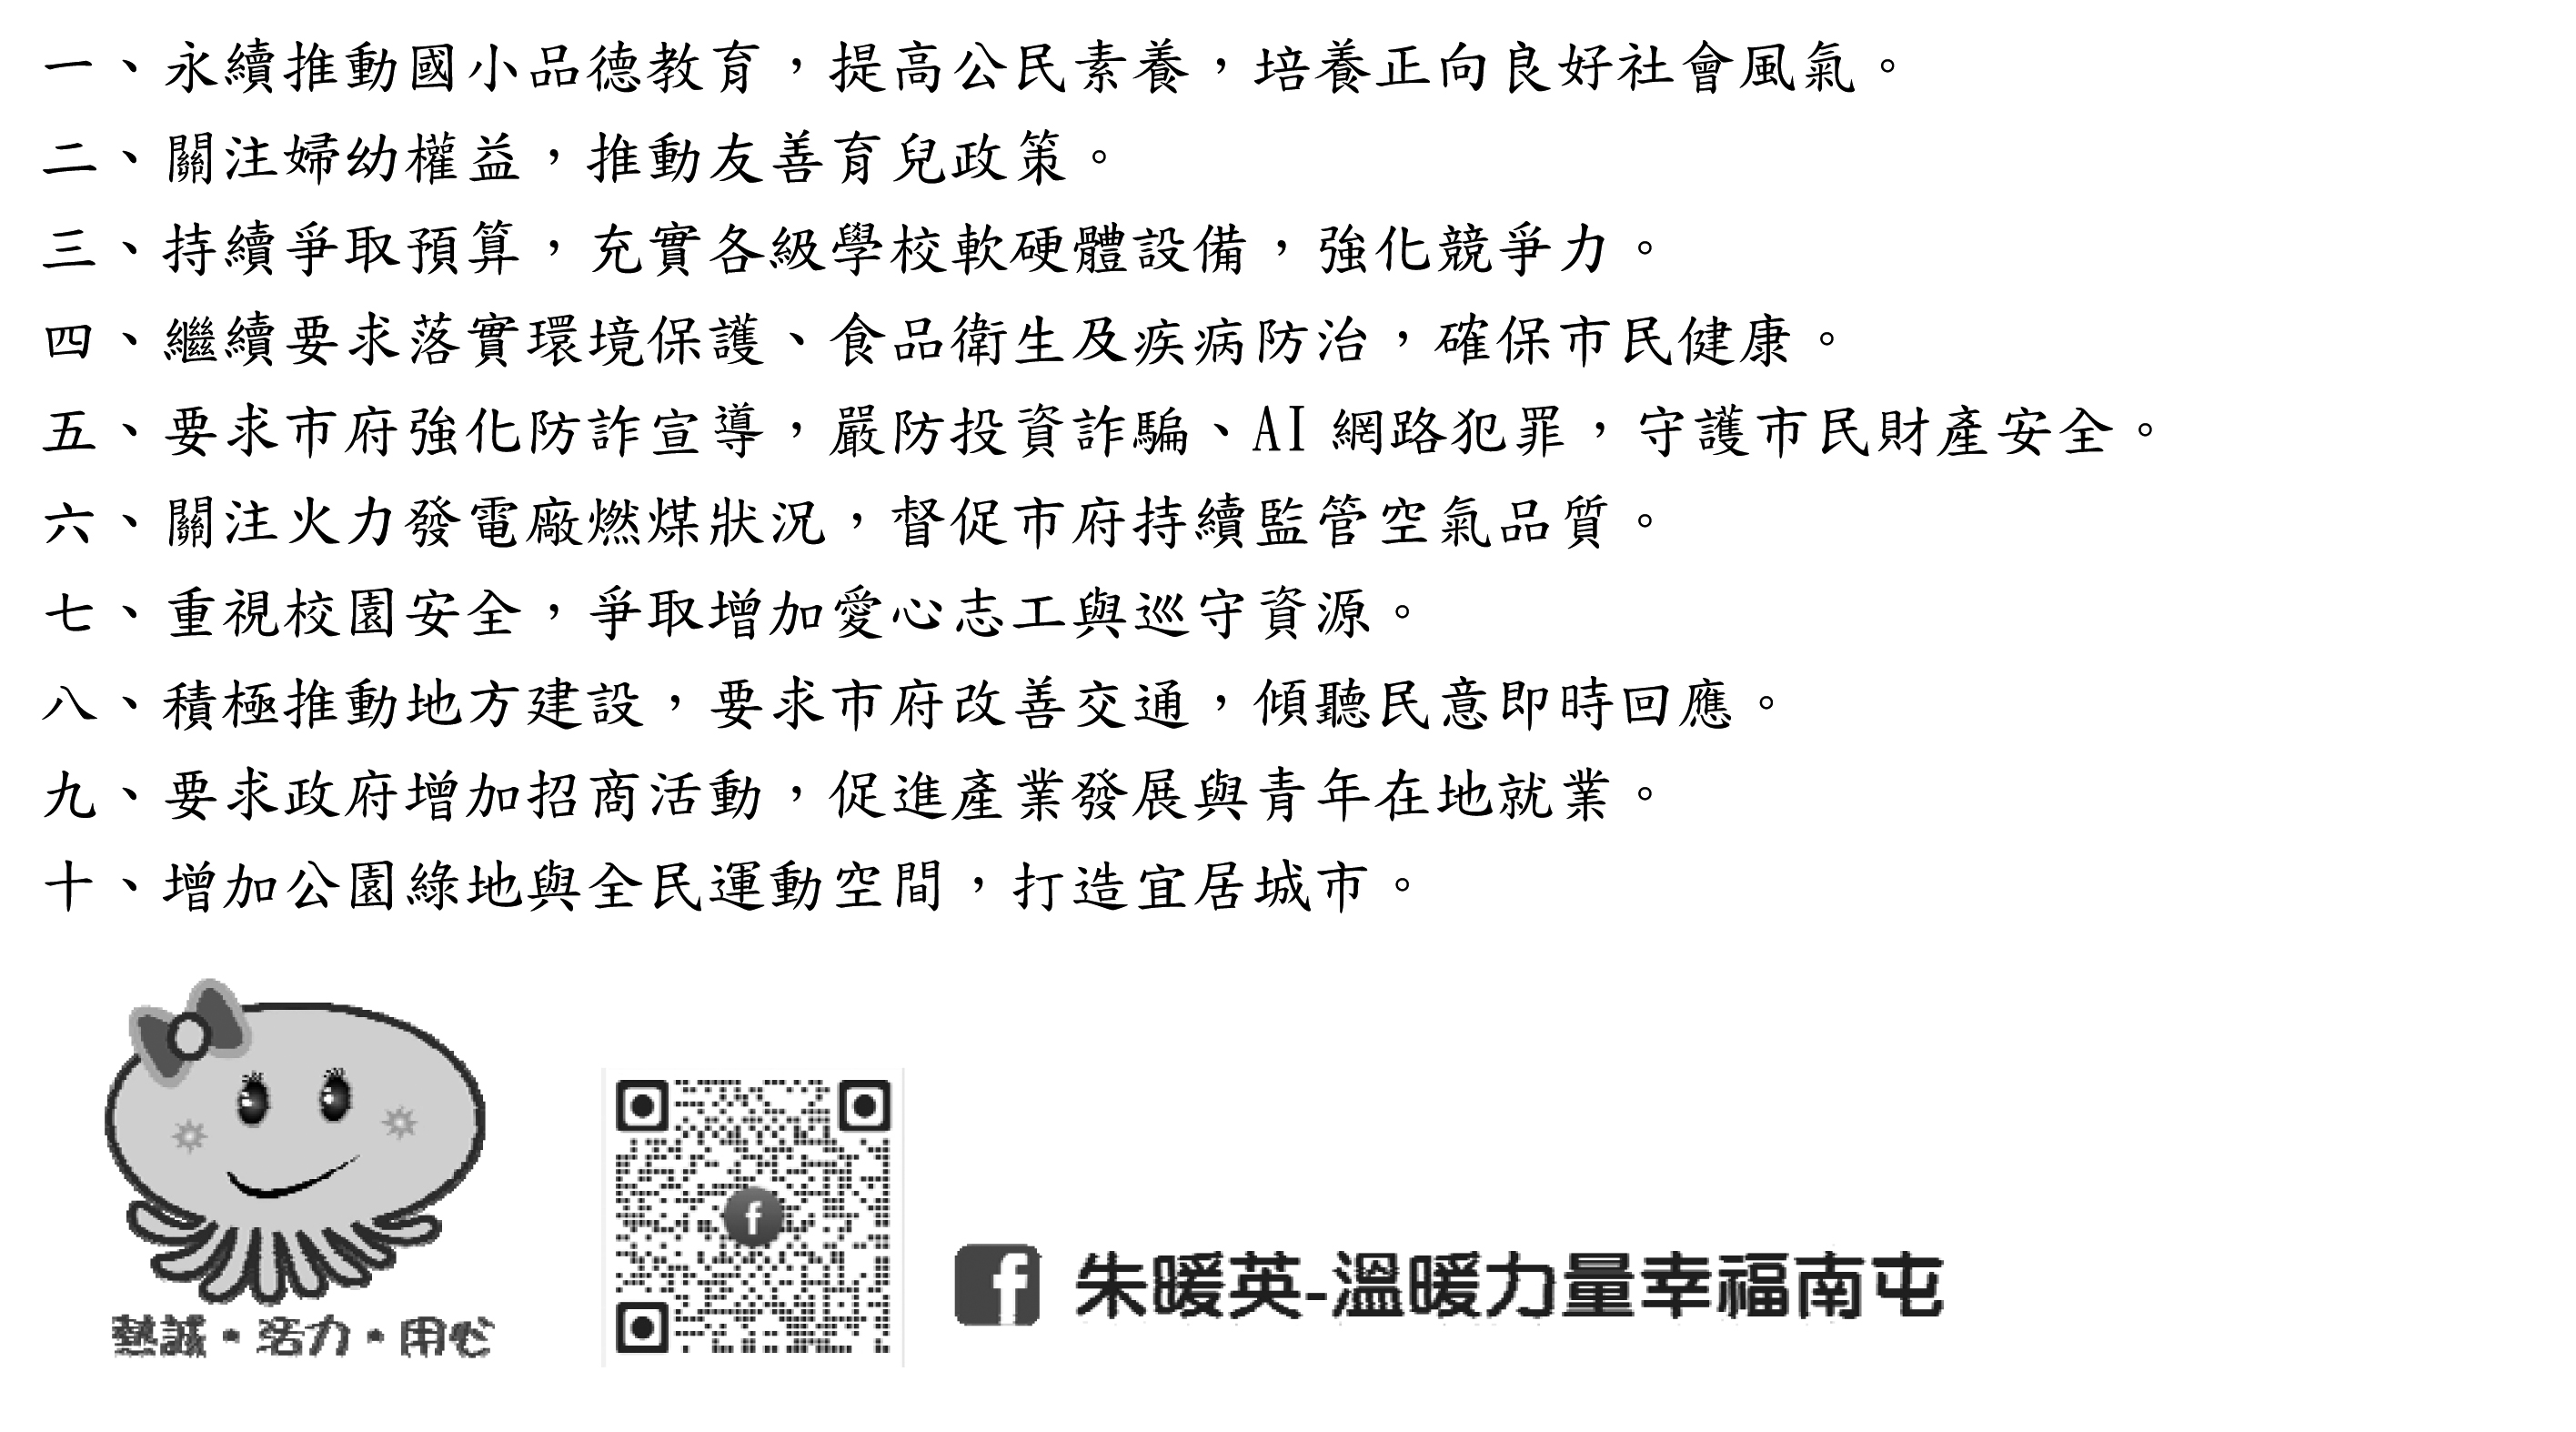 一、永續推動國小品德教育，提高公民素養，培養正向良好社會風氣。
二、關注婦幼權益，推動友善育兒政策。
三、持續爭取預算，充實各級學校軟硬體設備，強化競爭力。
四、繼續要求落實環境保護、食品衛生及疾病防治，確保市民健康。
五、要求市府強化防詐宣導，嚴防投資詐騙、AI 網路犯罪，守護市民財產安全。
六、關注火力發電廠燃煤狀況，督促市府持續監管空氣品質。
七、重視校園安全，爭取增加愛心志工與巡守資源。
八、積極推動地方建設，要求市府改善交通，傾聽民意即時回應。
九、要求政府增加招商活動，促進產業發展與青年在地就業。
十、增加公園綠地與全民運動空間，打造宜居城市。
熱誠・活力・用心
f
f 朱暖英-溫暖力量幸福南屯